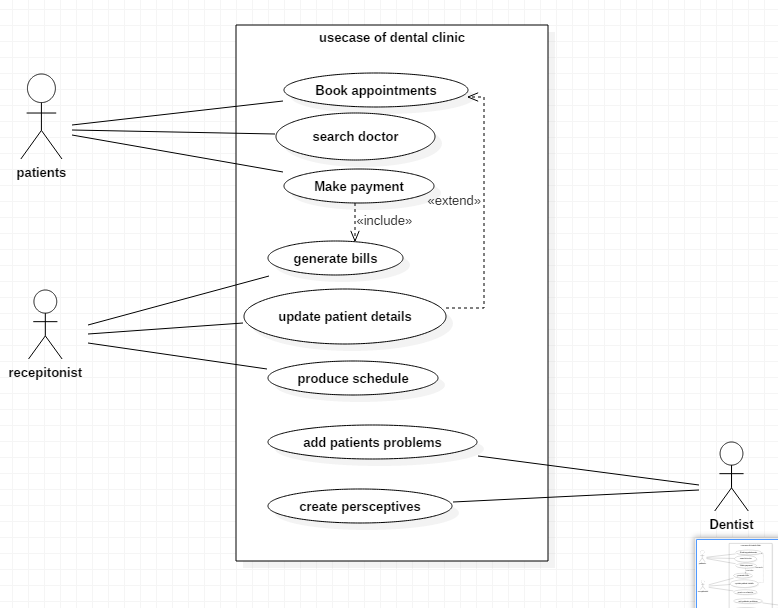 usecase of dental clinic
Book appointments
search doctor
patients
Make payment
«extend»
«include»
generate bills
update patient details
recepitonist
produce schedule
add patients problems
create persceptives
Dentist